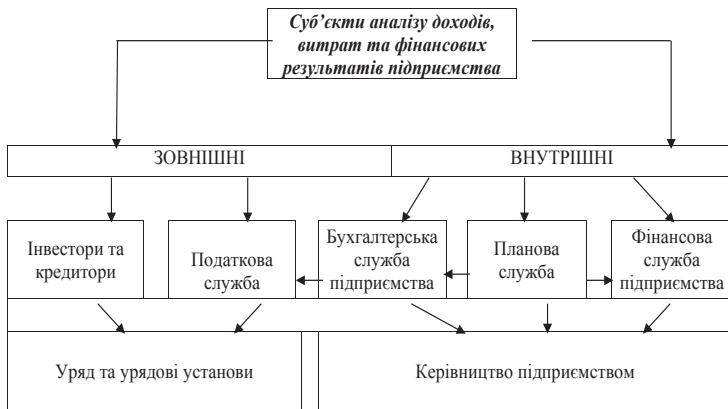 Суб’єкти аналізу доходів,
витрат та фінансових
результатів підприємства
ЗОВНІШНІ
ВНУТРІШНІ
Інвестори та
кредитори
Податкова
служба
Бухгалтерська
служба
підприємства
Планова
служба
Фінансова
служба
підприємства
Уряд та урядові установи
Керівництво підприємством